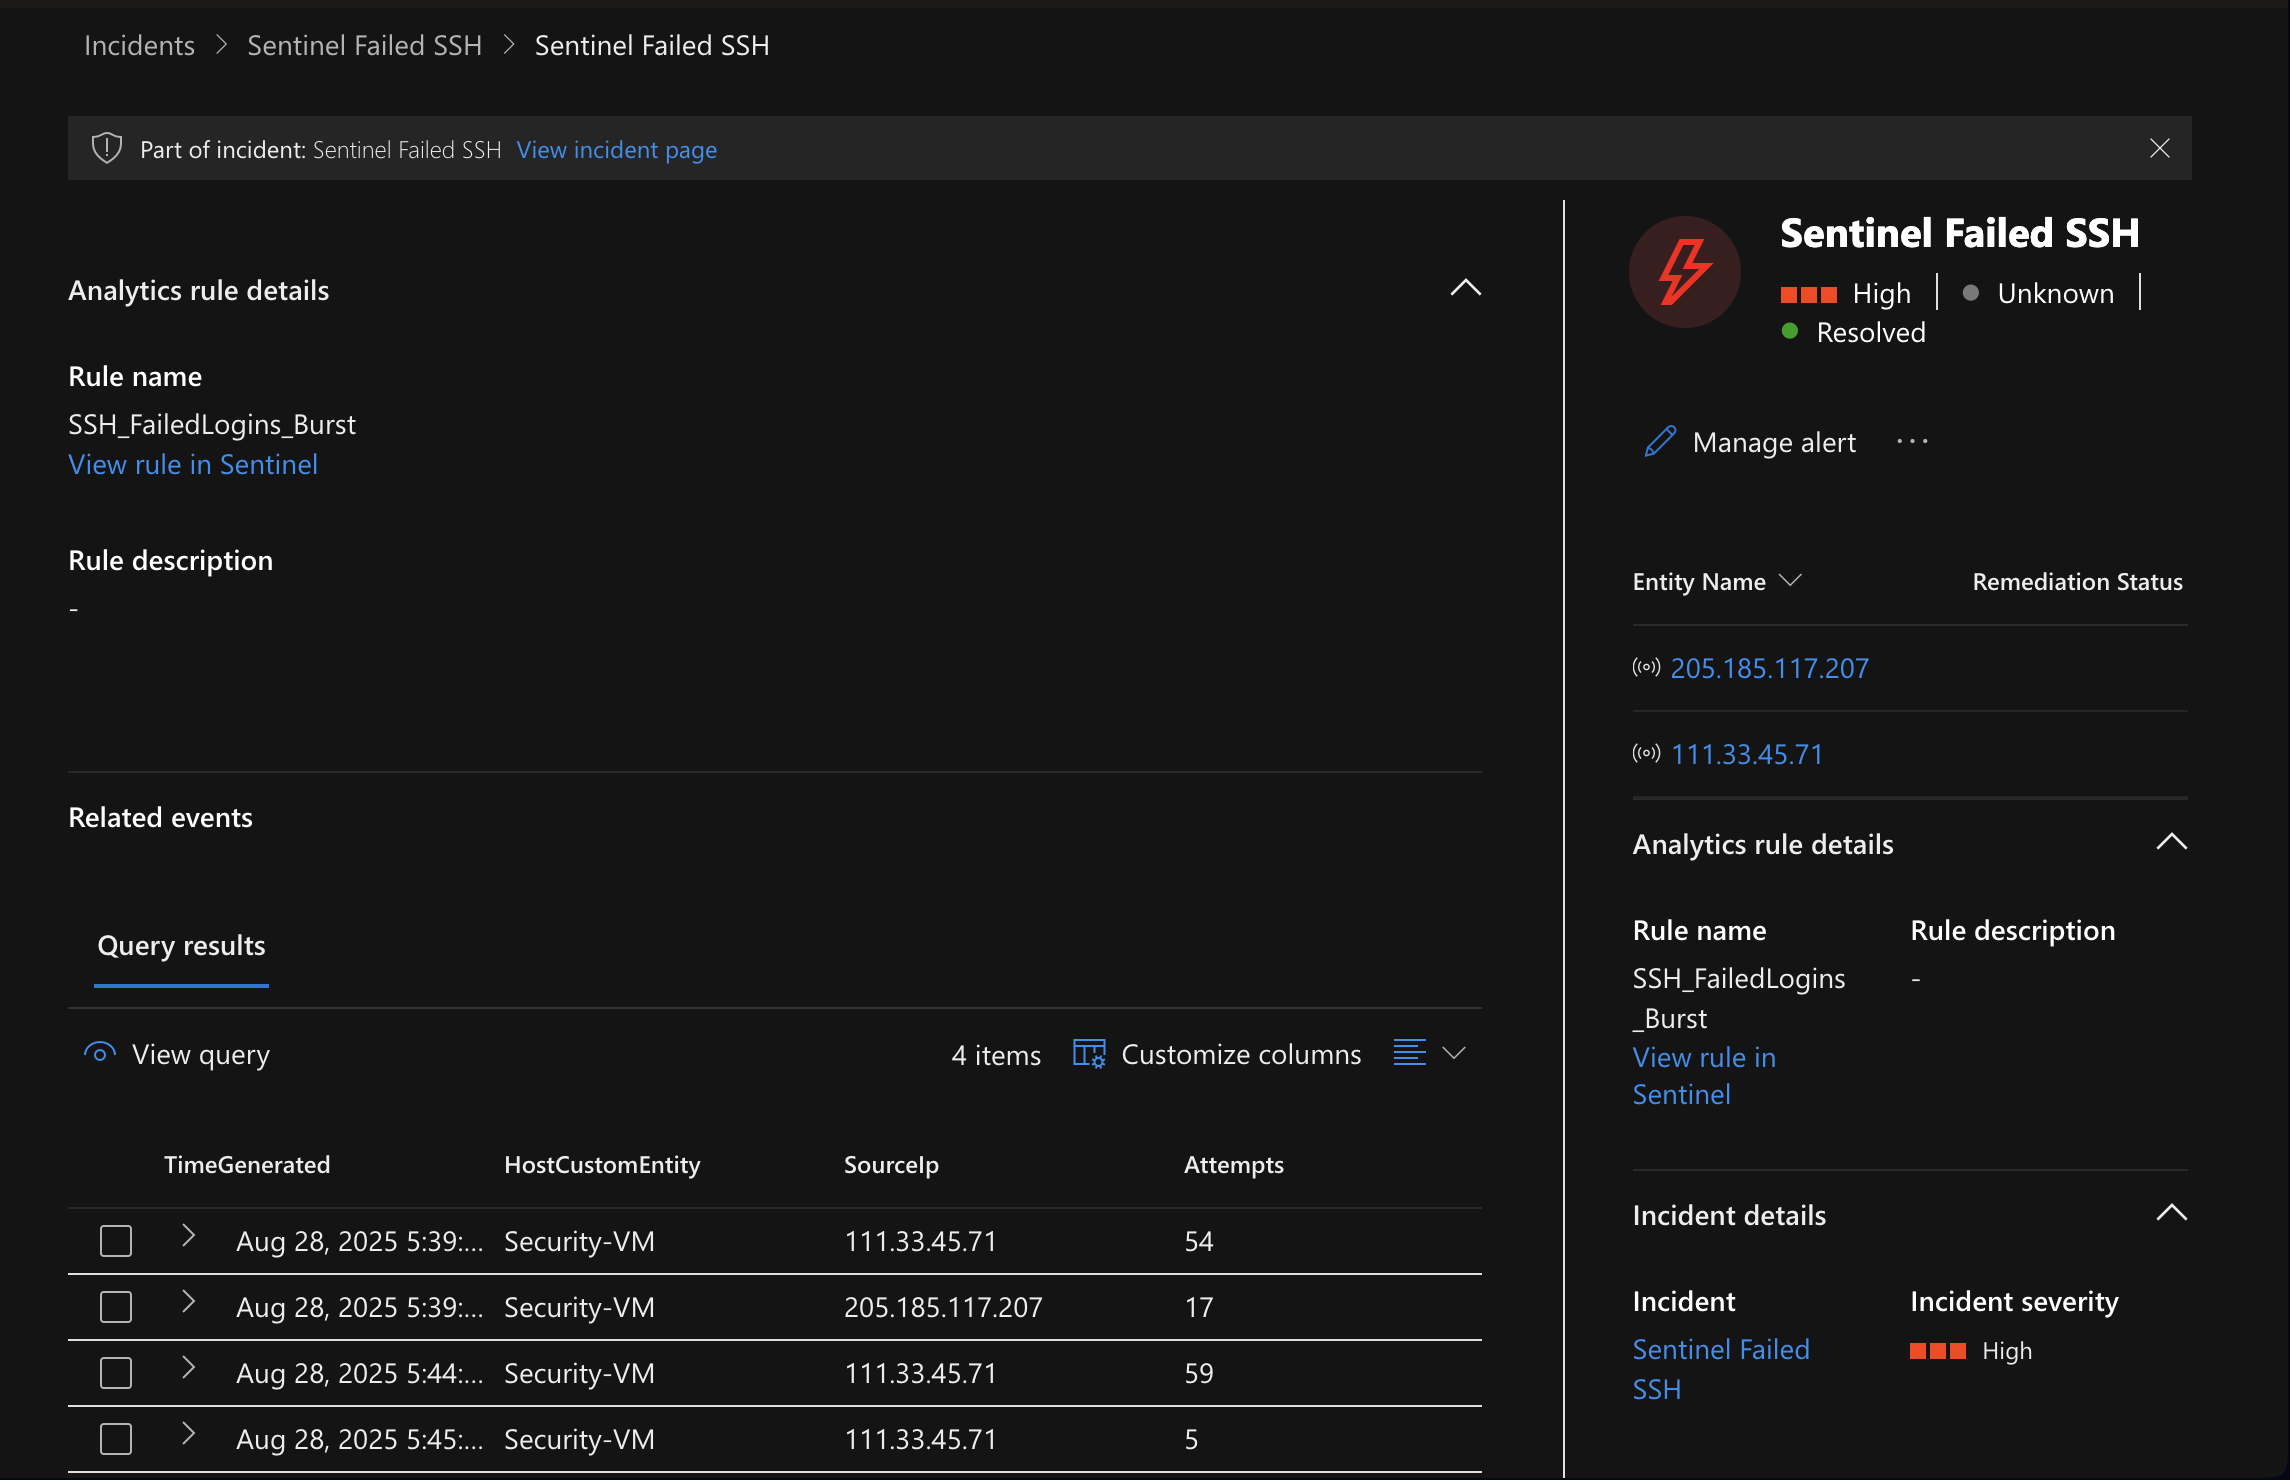 Incidents > Sentinel Failed SSH > Sentinel Failed SSH
Part of incident: Sentinel Failed SSH View incident page
Analytics rule details
Rule name
SSH_FailedLogins_Burst
View rule in Sentinel
Rule description
-
Related events
Query results
View query 4 items Customize columns
TimeGenerated HostCustomEntity SourceIp Attempts
Aug 28, 2025 5:39:... Security-VM 111.33.45.71 54
Aug 28, 2025 5:39:... Security-VM 205.185.117.207 17
Aug 28, 2025 5:44:... Security-VM 111.33.45.71 59
Aug 28, 2025 5:45:... Security-VM 111.33.45.71 5
Sentinel Failed SSH
High | Unknown |
Resolved
Manage alert ...
Entity Name Remediation Status
205.185.117.207
111.33.45.71
Analytics rule details
Rule name Rule description
SSH_FailedLogins -
_Burst
View rule in
Sentinel
Incident details
Incident Incident severity
Sentinel Failed High
SSH